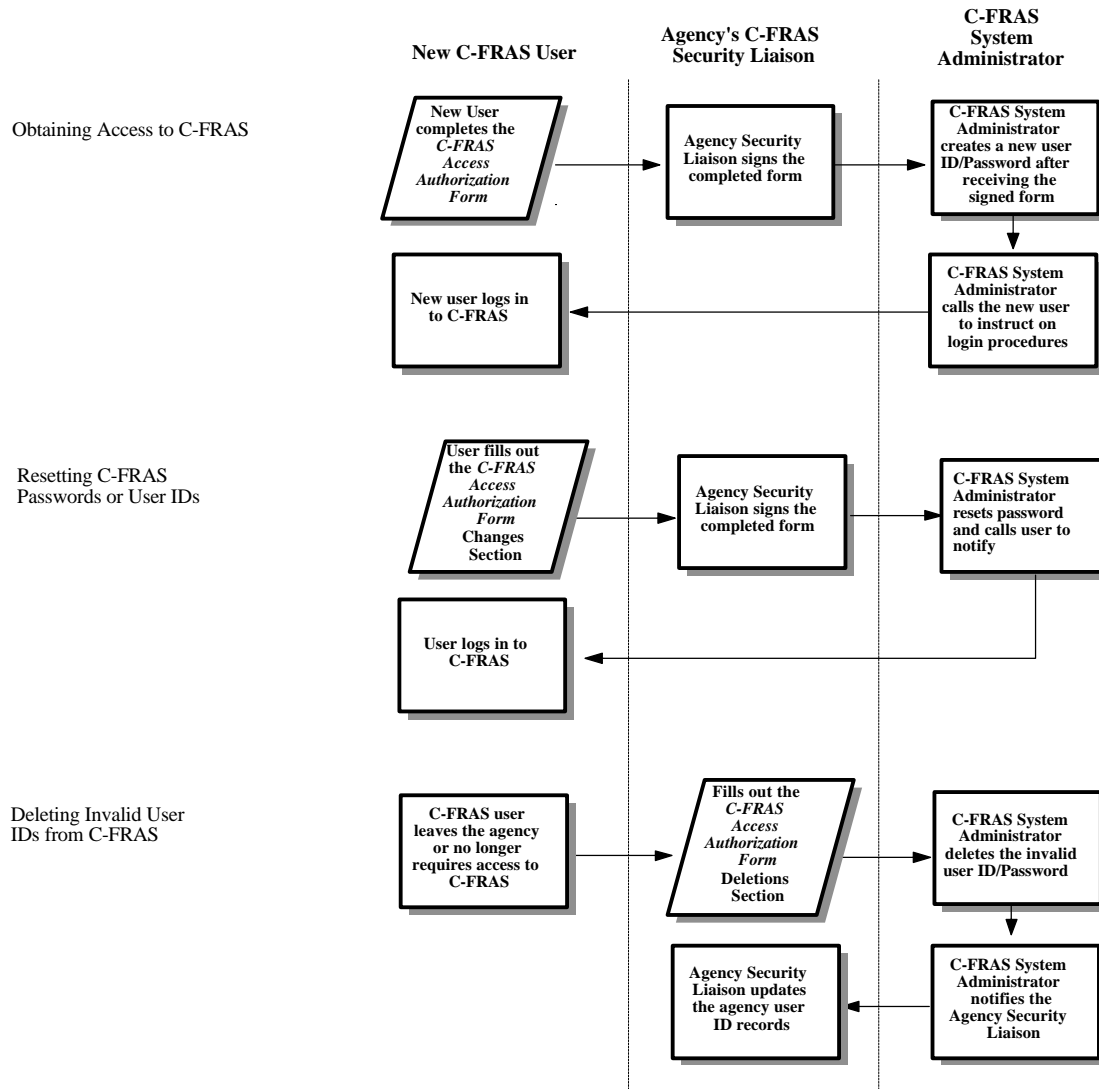 New C-FRAS User
Agency's C-FRAS
Security Liaison
C-FRAS
System
Administrator
Obtaining Access to C-FRAS
New User
completes the
C-FRAS
Access
Authorization
Form
Agency Security
Liaison signs the
completed form
C-FRAS System
Administrator
creates a new user
ID/Password after
receiving the
signed form
New user logs in
to C-FRAS
C-FRAS System
Administrator
calls the new user
to instruct on
login procedures
Resetting C-FRAS
Passwords or User IDs
User fills out
the C-FRAS
Access
Authorization
Form
Changes
Section
Agency Security
Liaison signs the
completed form
C-FRAS System
Administrator
resets password
and calls user to
notify
User logs in to
C-FRAS
Deleting Invalid User
IDs from C-FRAS
C-FRAS user
leaves the agency
or no longer
requires access to
C-FRAS
Fills out the
C-FRAS
Access
Authorization
Form
Deletions
Section
C-FRAS System
Administrator
deletes the invalid
user ID/Password
Agency Security
Liaison updates
the agency user
ID records
C-FRAS System
Administrator
notifies the
Agency Security
Liaison